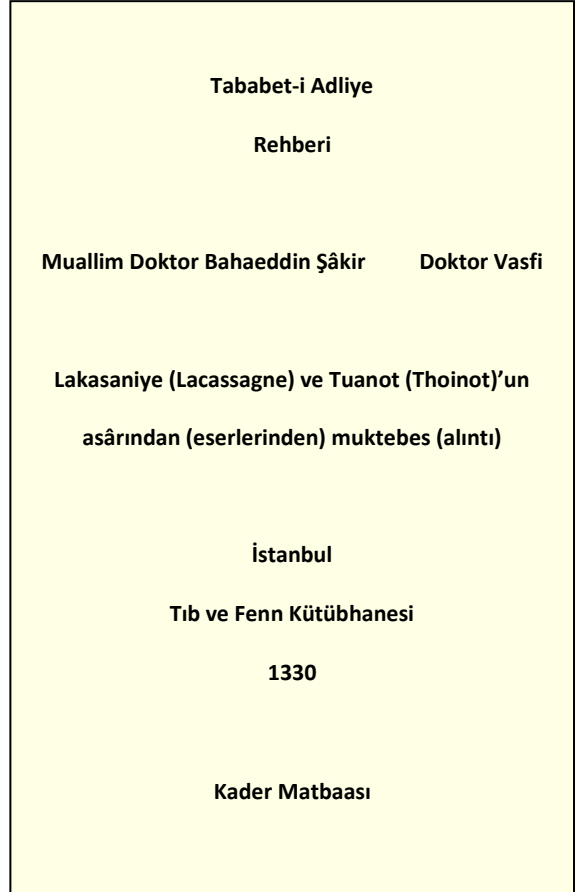 Tababet-i Adliye
Rehberi
Muallim Doktor Bahaeddin Şâkir Doktor Vasfi
Lakasaniye (Lacassagne) ve Tuanot (Thoinot)’un
asârından (eserlerinden) muktebes (alıntı)
İstanbul
Tıb ve Fenn Kütübhanesi
1330
Kader Matbaası